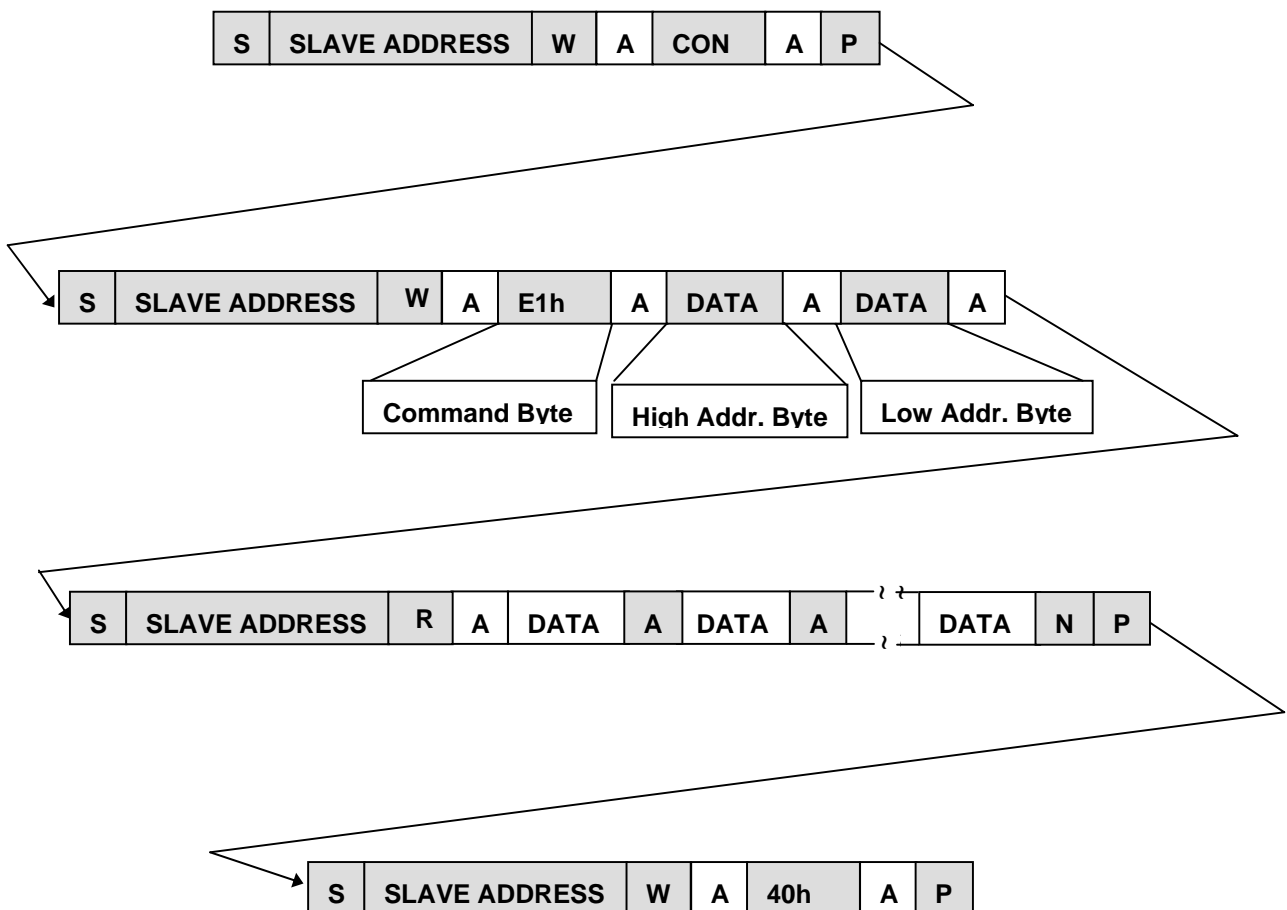 S SLAVE ADDRESS W A CON A P
S SLAVE ADDRESS W A E1h A DATA A DATA A
Command Byte High Addr. Byte Low Addr. Byte
S SLAVE ADDRESS R A DATA A DATA A ~ ~ ~ DATA N P
S SLAVE ADDRESS W A 40h A P